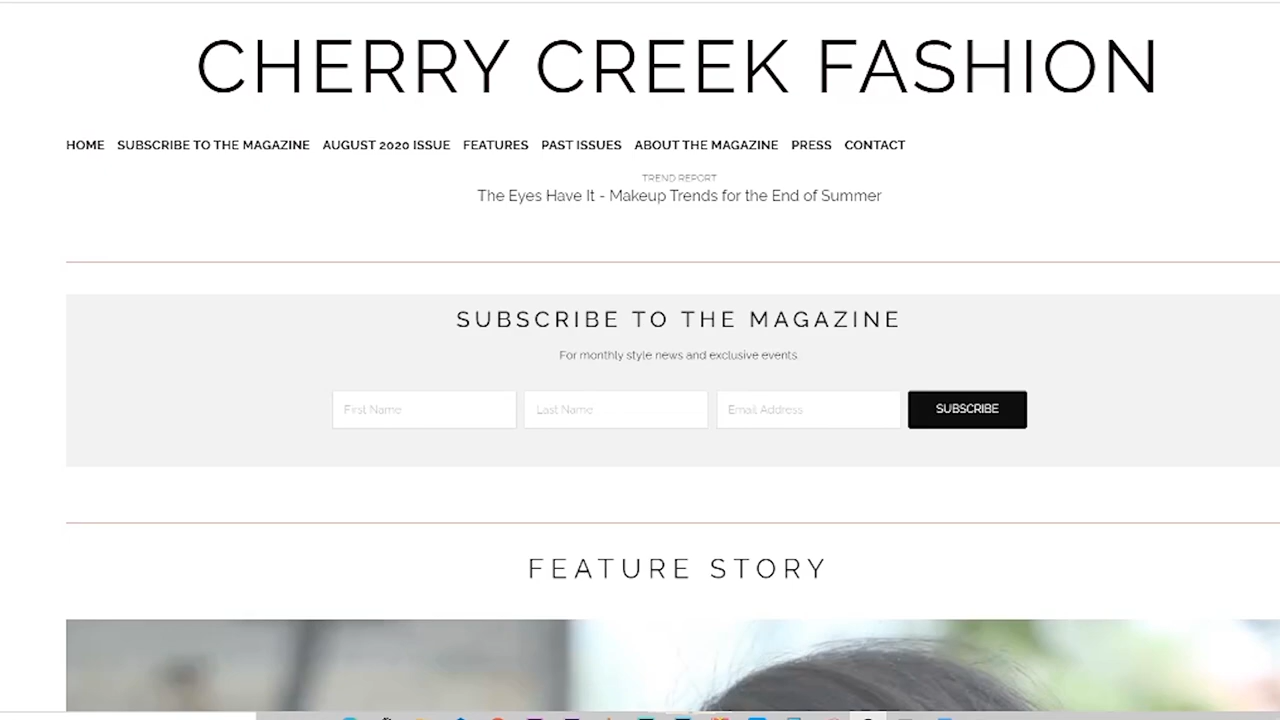 CHERRY CREEK FASHION
HOME SUBSCRIBE TO THE MAGAZINE AUGUST 2020 ISSUE FEATURES PAST ISSUES ABOUT THE MAGAZINE PRESS CONTACT
TREND REPORT
The Eyes Have It - Makeup Trends for the End of Summer
SUBSCRIBE TO THE MAGAZINE
For monthly style news and exclusive events.
First Name Last Name Email Address SUBSCRIBE
FEATURE STORY